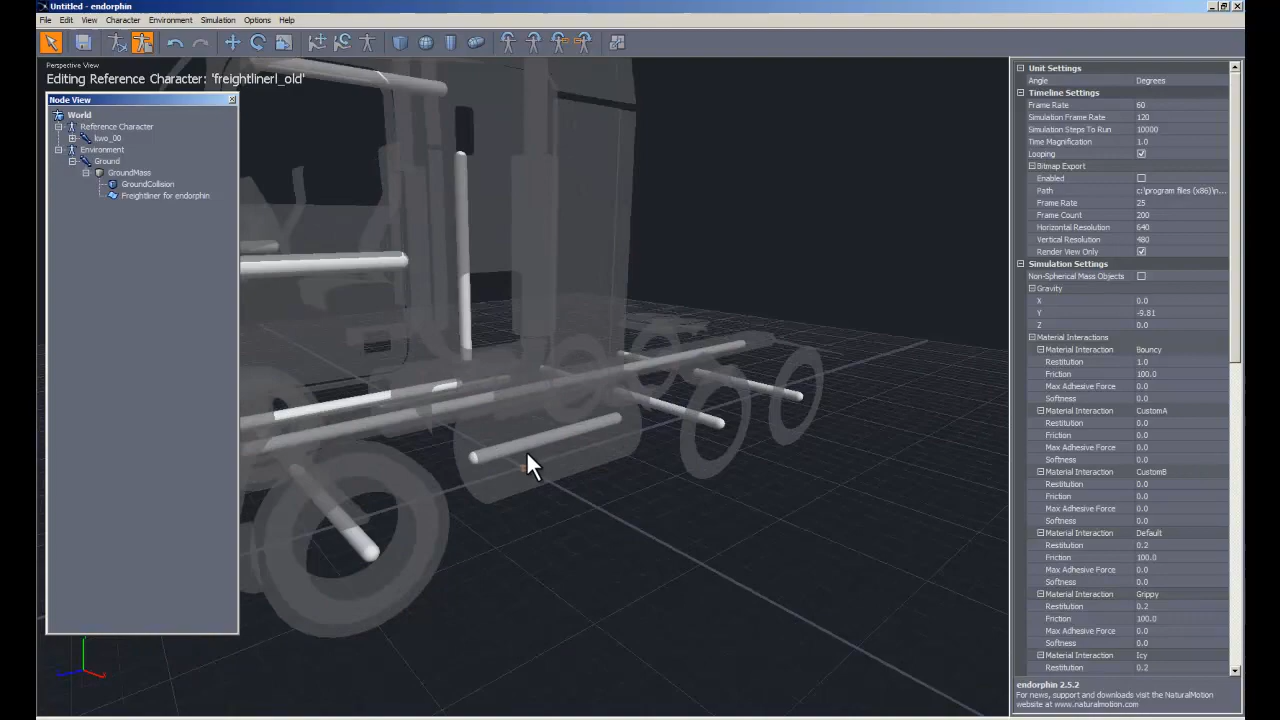 Untitled - endorphin
File Edit View Character Environment Simulation Options Help
Perspective View
Editing Reference Character: 'freightlinerl_old'
Node View
World
Reference Character
kwo_00
Environment
Ground
GroundMass
GroundCollision
Freightliner for endorphin
Unit Settings
Angle Degrees
Timeline Settings
Frame Rate 60
Simulation Frame Rate 120
Simulation Steps To Run 10000
Time Magnification 1.0
Looping
Bitmap Export
Enabled
Path c:\program files (x86)\n...
Frame Rate 25
Frame Count 200
Horizontal Resolution 640
Vertical Resolution 480
Render View Only
Simulation Settings
Non-Spherical Mass Objects
Gravity
X 0.0
Y -9.81
Z 0.0
Material Interactions
Material Interaction Bouncy
Restitution 1.0
Friction 100.0
Max Adhesive Force 0.0
Softness 0.0
Material Interaction CustomA
Restitution 0.0
Friction 0.0
Max Adhesive Force 0.0
Softness 0.0
Material Interaction CustomB
Restitution 0.0
Friction 0.0
Max Adhesive Force 0.0
Softness 0.0
Material Interaction Default
Restitution 0.2
Friction 100.0
Max Adhesive Force 0.0
Softness 0.0
Material Interaction Grippy
Restitution 0.2
Friction 100.0
Max Adhesive Force 0.0
Softness 0.0
Material Interaction Icy
Restitution 0.2
endorphin 2.5.2
For news, support and downloads visit the NaturalMotion
website at www.naturalmotion.com